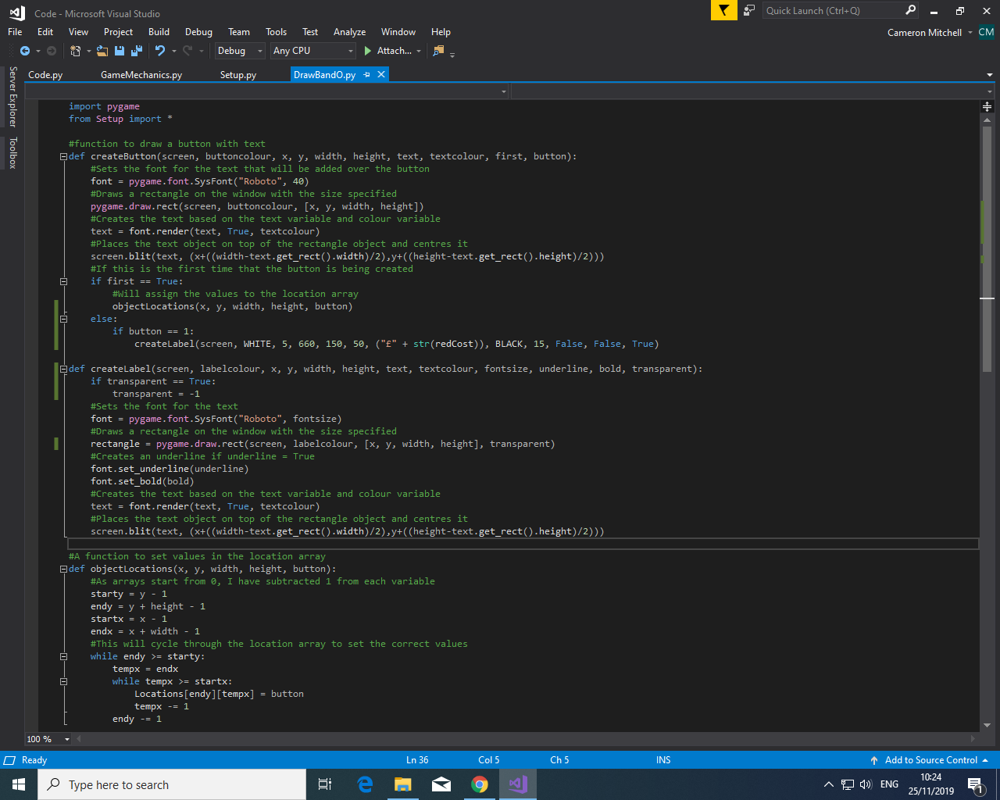 Code - Microsoft Visual Studio
Quick Launch (Ctrl+Q)
File Edit View Project Build Debug Team Tools Test Analyze Window Help
Cameron Mitchell CM
Debug Any CPU Attach...
Server Explorer
Toolbox
Code.py GameMechanics.py Setup.py DrawBandO.py
import pygame
from Setup import *
#function to draw a button with text
def createButton(screen, buttoncolour, x, y, width, height, text, textcolour, first, button):
#Sets the font for the text that will be added over the button
font = pygame.font.SysFont("Roboto", 40)
#Draws a rectangle on the window with the size specified
pygame.draw.rect(screen, buttoncolour, [x, y, width, height])
#Creates the text based on the text variable and colour variable
text = font.render(text, True, textcolour)
#Places the text object on top of the rectangle object and centres it
screen.blit(text, (x+((width-text.get_rect().width)/2),y+((height-text.get_rect().height)/2)))
#If this is the first time that the button is being created
if first == True:
#Will assign the values to the location array
objectLocations(x, y, width, height, button)
else:
if button == 1:
createLabel(screen, WHITE, 5, 660, 150, 50, ("£" + str(redCost)), BLACK, 15, False, False, True)
def createLabel(screen, labelcolour, x, y, width, height, text, textcolour, fontsize, underline, bold, transparent):
if transparent == True:
transparent = -1
#Sets the font for the text
font = pygame.font.SysFont("Roboto", fontsize)
#Draws a rectangle on the window with the size specified
rectangle = pygame.draw.rect(screen, labelcolour, [x, y, width, height], transparent)
#Creates an underline if underline = True
font.set_underline(underline)
font.set_bold(bold)
#Creates the text based on the text variable and colour variable
text = font.render(text, True, textcolour)
#Places the text object on top of the rectangle object and centres it
screen.blit(text, (x+((width-text.get_rect().width)/2),y+((height-text.get_rect().height)/2)))
#A function to set values in the location array
def objectLocations(x, y, width, height, button):
#As arrays start from 0, I have subtracted 1 from each variable
starty = y - 1
endy = y + height - 1
startx = x - 1
endx = x + width - 1
#This will cycle through the location array to set the correct values
while endy >= starty:
tempx = endx
while tempx >= startx:
Locations[endy][tempx] = button
tempx -= 1
endy -= 1
100 %
Ready Ln 36 Col 5 Ch 5 INS Add to Source Control
Type here to search
ENG
10:24
25/11/2019
1